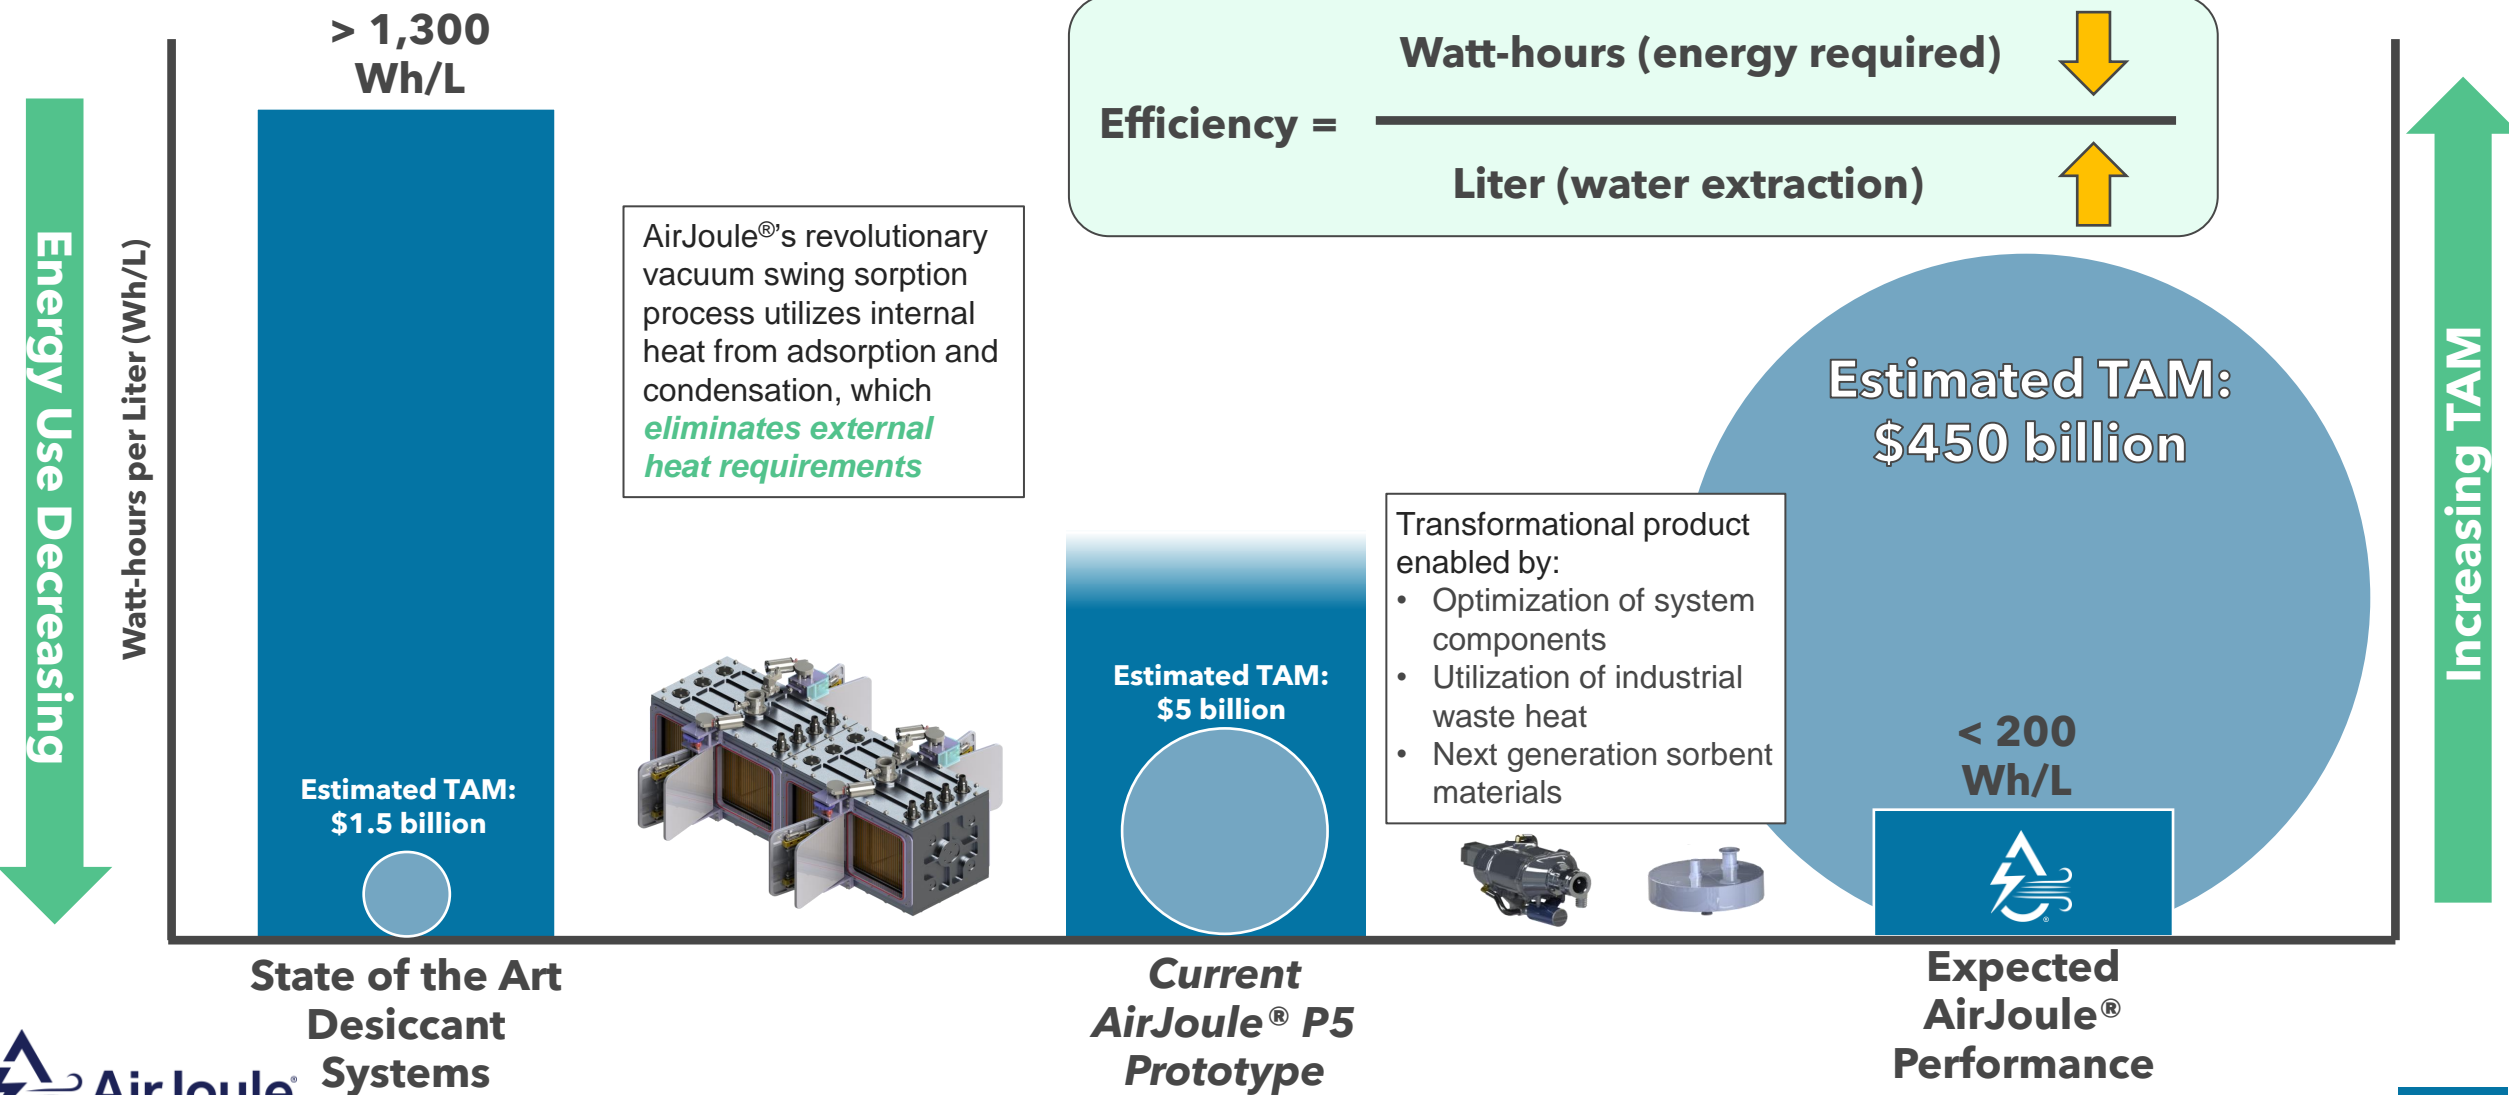 > 1,300
Wh/L
Energy Use Decreasing
Watt-hours per Liter (Wh/L)
Efficiency =
Watt-hours (energy required)
Liter (water extraction)
AirJoule®'s revolutionary
vacuum swing sorption
process utilizes internal
heat from adsorption and
condensation, which
eliminates external
heat requirements
Estimated TAM:
$450 billion
Increasing TAM
Transformational product
enabled by:
• Optimization of system
components
• Utilization of industrial
waste heat
• Next generation sorbent
materials
Estimated TAM:
$5 billion
< 200
Wh/L
Estimated TAM:
$1.5 billion
State of the Art
Desiccant
Systems
Current
AirJoule® P5
Prototype
Expected
AirJoule®
Performance
AirJoule®